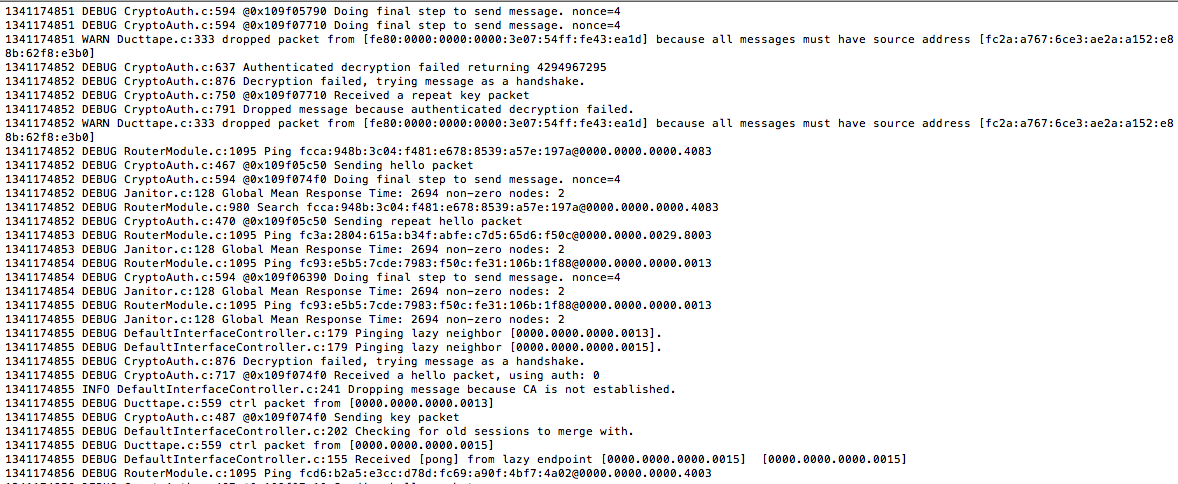 1341174851 DEBUG CryptoAuth.c:594 @0x109f05790 Doing final step to send message. nonce=4
1341174851 DEBUG CryptoAuth.c:594 @0x109f07710 Doing final step to send message. nonce=4
1341174851 WARN Ducttape.c:333 dropped packet from [fe80:0000:0000:0000:3e07:54ff:fe43:ea1d] because all messages must have source address [fc2a:a767:6ce3:ae2a:a152:e8
8b:62f8:e3b0]
1341174852 DEBUG CryptoAuth.c:637 Authenticated decryption failed returning 4294967295
1341174852 DEBUG CryptoAuth.c:876 Decryption failed, trying message as a handshake.
1341174852 DEBUG CryptoAuth.c:750 @0x109f07710 Received a repeat key packet
1341174852 DEBUG CryptoAuth.c:791 Dropped message because authenticated decryption failed.
1341174852 WARN Ducttape.c:333 dropped packet from [fe80:0000:0000:0000:3e07:54ff:fe43:ea1d] because all messages must have source address [fc2a:a767:6ce3:ae2a:a152:e8
8b:62f8:e3b0]
1341174852 DEBUG RouterModule.c:1095 Ping fcca:948b:3c04:f481:e678:8539:a57e:197a@0000.0000.0000.4083
1341174852 DEBUG CryptoAuth.c:467 @0x109f05c50 Sending hello packet
1341174852 DEBUG CryptoAuth.c:594 @0x109f074f0 Doing final step to send message. nonce=4
1341174852 DEBUG Janitor.c:128 Global Mean Response Time: 2694 non-zero nodes: 2
1341174852 DEBUG RouterModule.c:980 Search fcca:948b:3c04:f481:e678:8539:a57e:197a@0000.0000.0000.4083
1341174852 DEBUG CryptoAuth.c:470 @0x109f05c50 Sending repeat hello packet
1341174853 DEBUG RouterModule.c:1095 Ping fc3a:2804:615a:b34f:abfe:c7d5:65d6:f50c@0000.0000.0029.8003
1341174853 DEBUG Janitor.c:128 Global Mean Response Time: 2694 non-zero nodes: 2
1341174854 DEBUG RouterModule.c:1095 Ping fc93:e5b5:7cde:7983:f50c:fe31:106b:1f88@0000.0000.0000.0013
1341174854 DEBUG CryptoAuth.c:594 @0x109f06390 Doing final step to send message. nonce=4
1341174854 DEBUG Janitor.c:128 Global Mean Response Time: 2694 non-zero nodes: 2
1341174855 DEBUG RouterModule.c:1095 Ping fc93:e5b5:7cde:7983:f50c:fe31:106b:1f88@0000.0000.0000.0013
1341174855 DEBUG Janitor.c:128 Global Mean Response Time: 2694 non-zero nodes: 2
1341174855 DEBUG DefaultInterfaceController.c:179 Pinging lazy neighbor [0000.0000.0000.0013].
1341174855 DEBUG DefaultInterfaceController.c:179 Pinging lazy neighbor [0000.0000.0000.0015].
1341174855 DEBUG CryptoAuth.c:876 Decryption failed, trying message as a handshake.
1341174855 DEBUG CryptoAuth.c:717 @0x109f074f0 Received a hello packet, using auth: 0
1341174855 INFO DefaultInterfaceController.c:241 Dropping message because CA is not established.
1341174855 DEBUG Ducttape.c:559 ctrl packet from [0000.0000.0000.0013]
1341174855 DEBUG CryptoAuth.c:487 @0x109f074f0 Sending key packet
1341174855 DEBUG DefaultInterfaceController.c:202 Checking for old sessions to merge with.
1341174855 DEBUG Ducttape.c:559 ctrl packet from [0000.0000.0000.0015]
1341174855 DEBUG DefaultInterfaceController.c:155 Received [pong] from lazy endpoint [0000.0000.0000.0015]  [0000.0000.0000.0015]
1341174856 DEBUG RouterModule.c:1095 Ping fcd6:b2a5:e3cc:d78d:fc69:a90f:4bf7:4a02@0000.0000.0000.4003